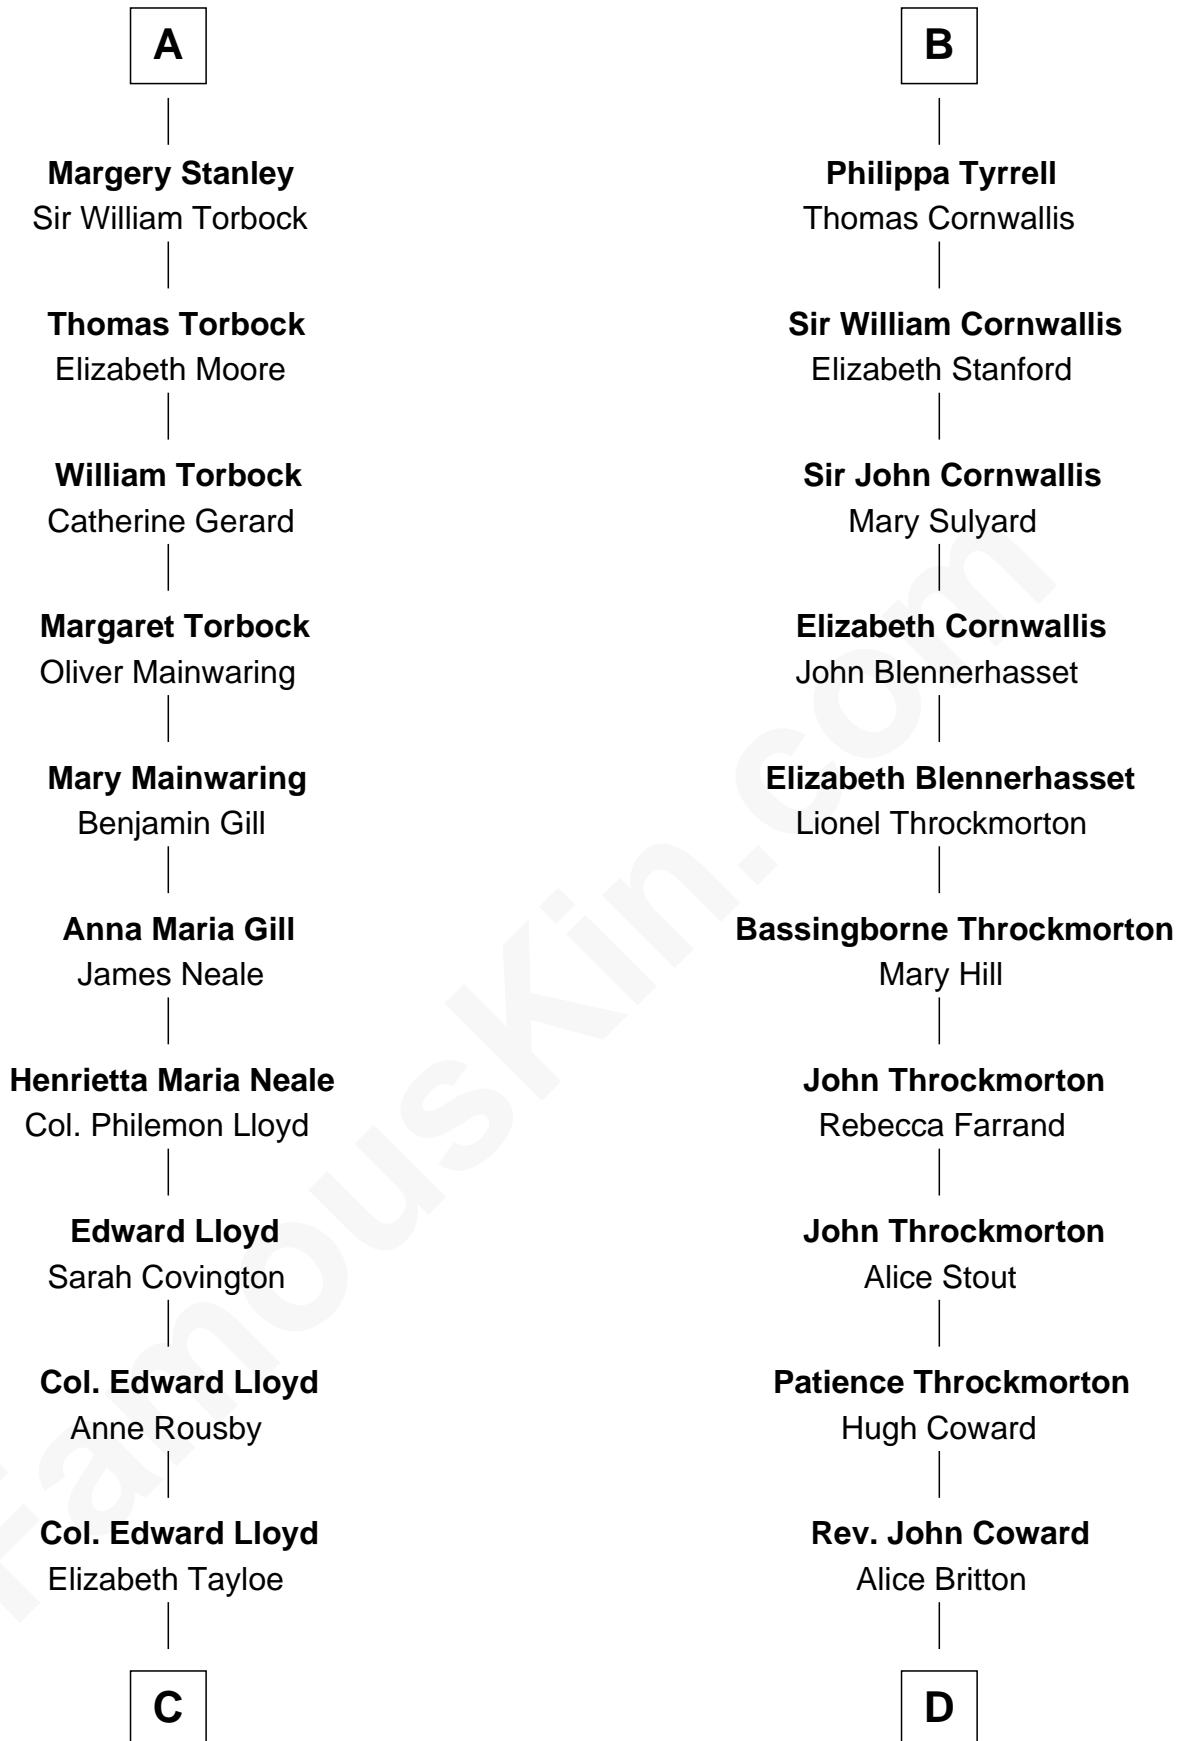 A
Margery Stanley
Sir William Torbock
Thomas Torbock
Elizabeth Moore
William Torbock
Catherine Gerard
Margaret Torbock
Oliver Mainwaring
Mary Mainwaring
Benjamin Gill
Anna Maria Gill
James Neale
Henrietta Maria Neale
Col. Philemon Lloyd
Edward Lloyd
Sarah Covington
Col. Edward Lloyd
Anne Rousby
Col. Edward Lloyd
Elizabeth Tayloe
C
B
Philippa Tyrrell
Thomas Cornwallis
Sir William Cornwallis
Elizabeth Stanford
Sir John Cornwallis
Mary Sulyard
Elizabeth Cornwallis
John Blennerhasset
Elizabeth Blennerhasset
Lionel Throckmorton
Bassingborne Throckmorton
Mary Hill
John Throckmorton
Rebecca Farrand
John Throckmorton
Alice Stout
Patience Throckmorton
Hugh Coward
Rev. John Coward
Alice Britton
D
FamousKin.com